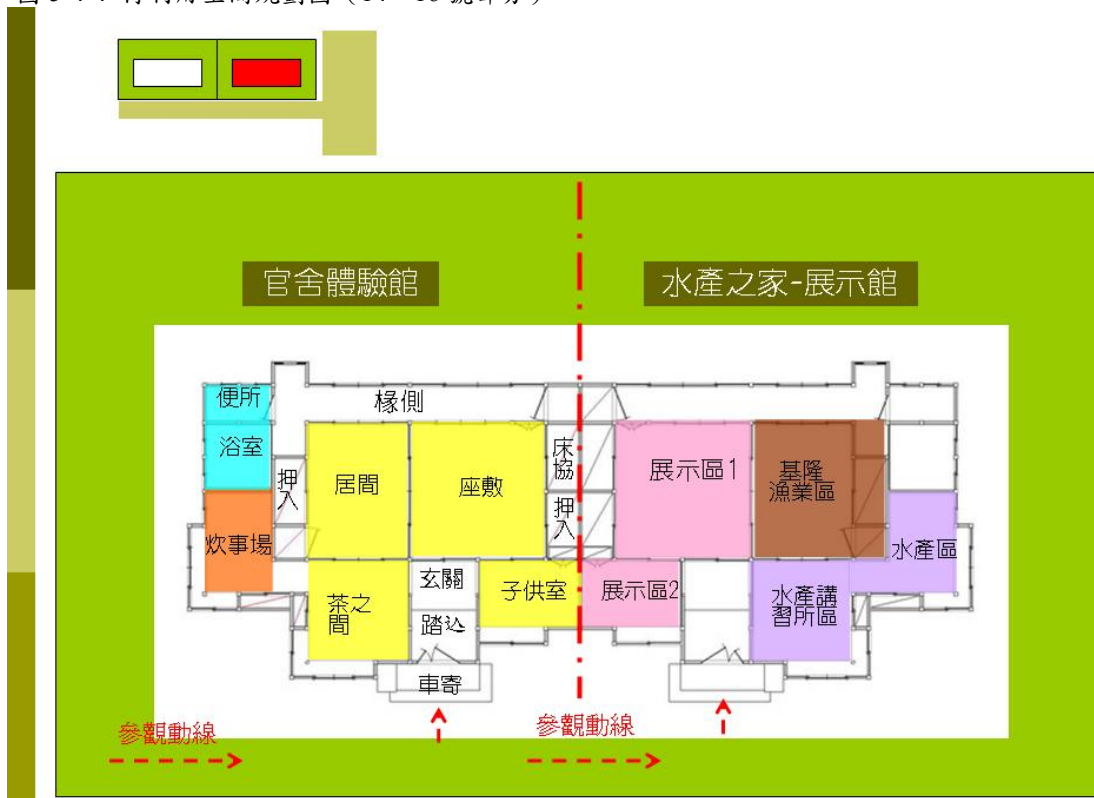 官舍體驗館
水產之家-展示館
便所
椽側
浴室
押入
居間
座敷
床協
押入
展示區1
基隆
漁業區
炊事場
水產區
茶之
間
玄關
踏込
子供室
展示區2
水產講
習所區
車寄
參觀動線
參觀動線